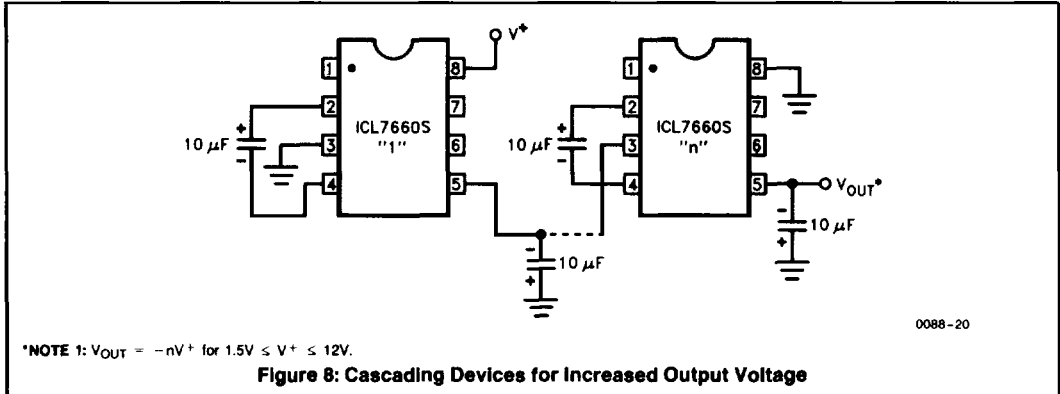 V+
1
8
2
7
3
6
4
5
ICL7660S
"1"
+
10 µF
-
-
10 µF
+
1
8
2
7
3
6
4
5
ICL7660S
"n"
+
10 µF
-
VOUT*
-
10 µF
+
0088-20
*NOTE 1: VOUT = -nV+ for 1.5V ≤ V+ ≤ 12V.
Figure 8: Cascading Devices for Increased Output Voltage